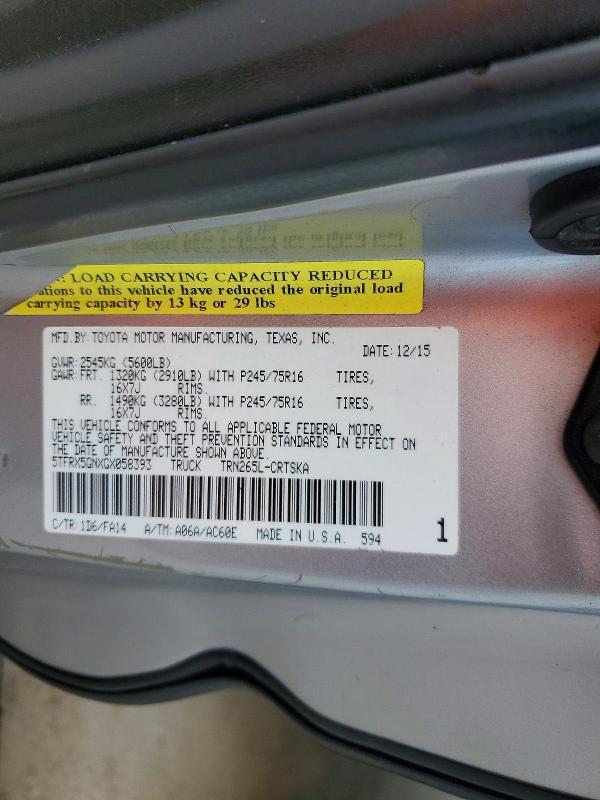 LOAD CARRYING CAPACITY REDUCED
to this vehicle have reduced the original load
carrying capacity by 13 kg or 29 lbs
MFD.BY:TOYOTA MOTOR MANUFACTURING, TEXAS, INC.
DATE: 12/15
GVWR: 2545KG (5600LB)
GAWR: FRT. 1320KG (2910LB) WITH P245/75R16 TIRES,
16X7J RIMS.
RR. 1490KG (3280LB) WITH P245/75R16 TIRES,
16X7J RIMS.
THIS VEHICLE CONFORMS TO ALL APPLICABLE FEDERAL MOTOR
VEHICLE SAFETY AND THEFT PREVENTION STANDARDS IN EFFECT ON
THE DATE OF MANUFACTURE SHOWN ABOVE.
5TFRX5GNXGX058393 TRUCK TRN265L-CRTSKA
C/TR: 1D6/FA14 A/TM: A06A/AC60E MADE IN U.S.A. 594
1